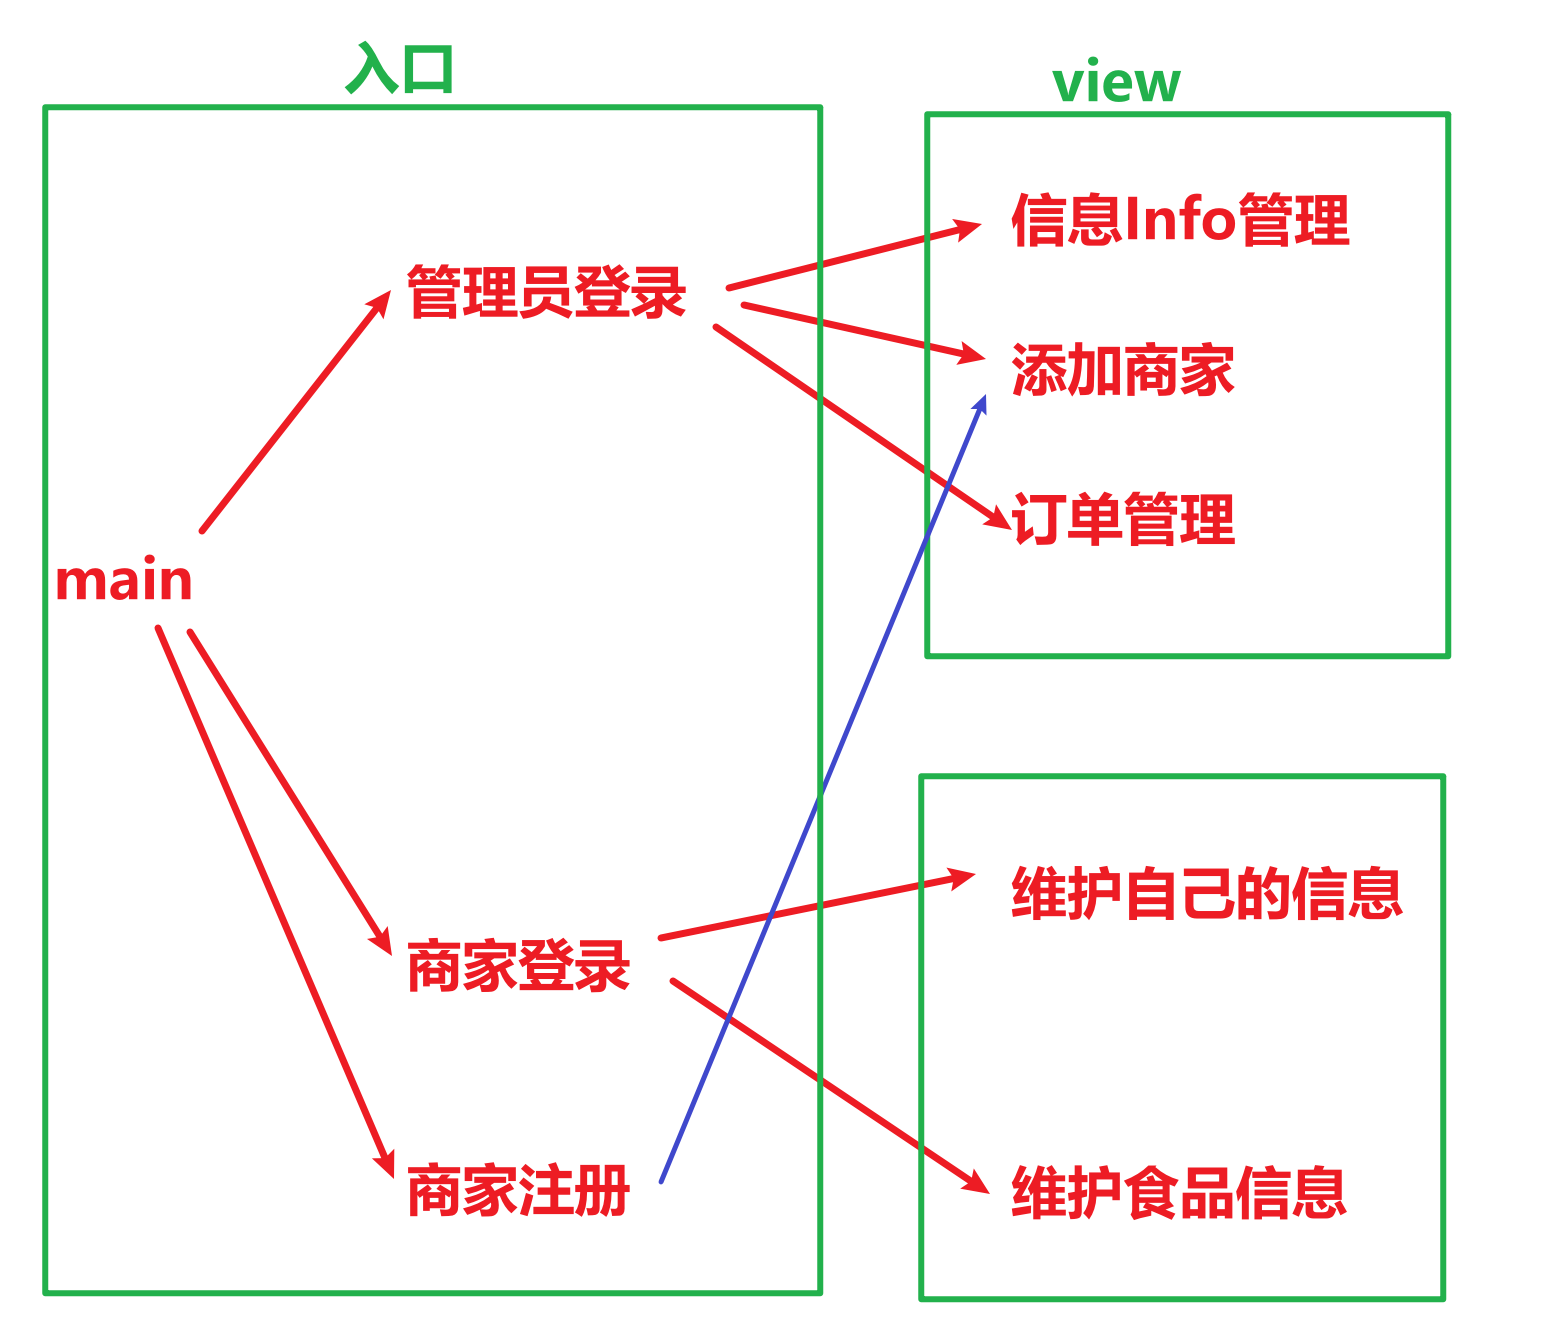 入口
main
管理员登录
商家登录
商家注册
view
信息Info管理
添加商家
订单管理
维护自己的信息
维护食品信息